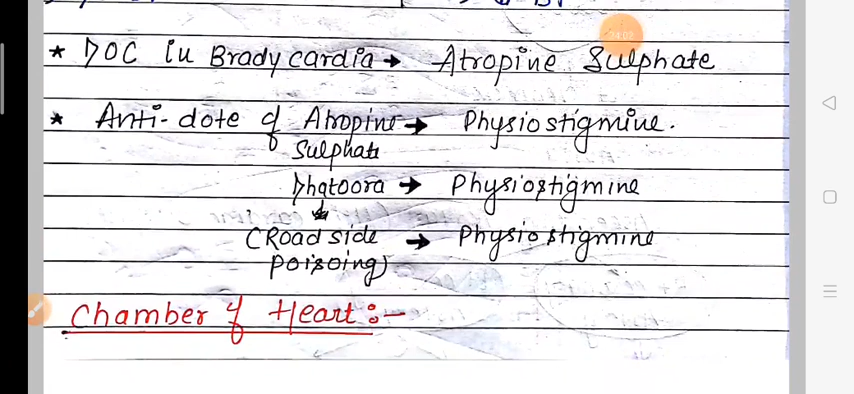 * DOC in Bradycardia → Atropine Sulphate
* Anti-dote of Atropine → Physiostigmine.
Sulphate
Dhatoora → Physiostigmine
↓
(Road side → Physiostigmine
Poisoing)
Chamber of Heart:-